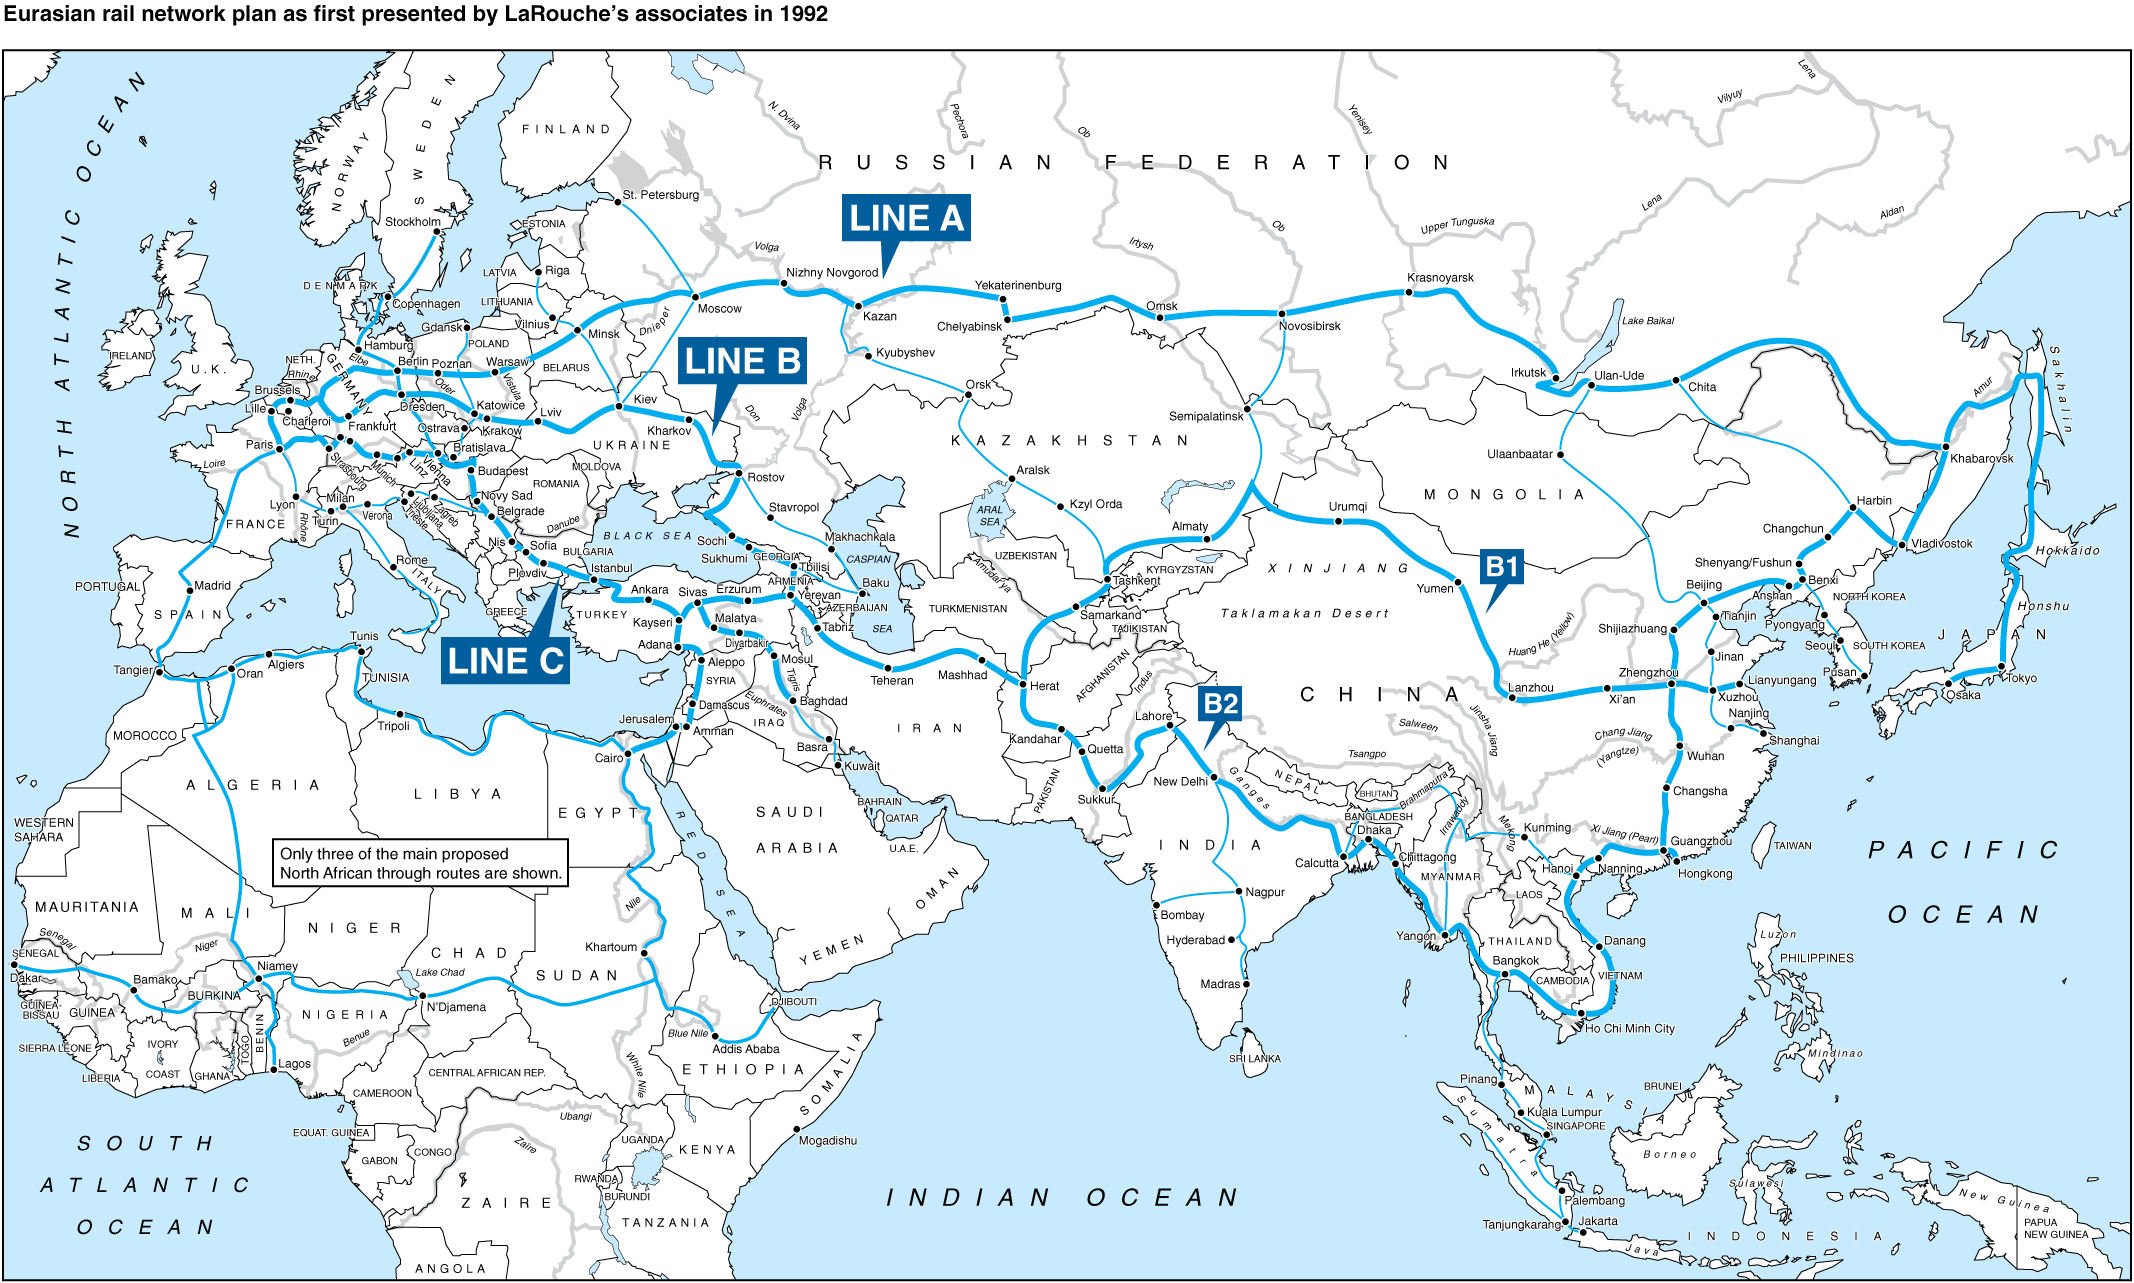 Eurasian rail network plan as first presented by LaRouche's associates in 1992
NORTH ATLANTIC OCEAN
NORWAY
SWEDEN
FINLAND
N. Dvina
Pechora
Ob
Yenisey
Vilyuy
Lena
RUSSIAN FEDERATION
St. Petersburg
LINE A
Lena
Aldan
Stockholm
ESTONIA
Volga
Irtysh
Ob
Upper Tunguska
DENMARK
LATVIA
Riga
Nizhny Novgorod
Krasnoyarsk
Copenhagen
LITHUANIA
Yekaterinenburg
Moscow
Kazan
Omsk
Lake Baikal
Gdansk
Vilnius
Minsk
Dnieper
Chelyabinsk
Novosibirsk
IRELAND
U.K.
Hamburg
POLAND
LINE B
Kyubyshev
NETH.
Elbe
Berlin
Poznan
Warsaw
BELARUS
Irkutsk
Ulan-Ude
Chita
Sakhalin
Rhine
GERMANY
Oder
Vistula
Orsk
Amur
Brussels
Lille
Charleroi
Dresden
Katowice
Lviv
Kiev
Don
Volga
Semipalatinsk
Frankfurt
Ostrava
Krakow
Kharkov
UKRAINE
KAZAKHSTAN
Paris
Bratislava
Ulaanbaatar
Khabarovsk
Loire
Strasbourg
Munich
Linz
Vienna
Budapest
MOLDOVA
Rostov
Aralsk
MONGOLIA
ROMANIA
Lyon
Milan
Novy Sad
Stavropol
ARAL
SEA
Kzyl Orda
Urumqi
Harbin
FRANCE
Rhône
Turin
Verona
Trieste
Ljubljana
Zagreb
Belgrade
Danube
Almaty
Changchun
Vladivostok
Hokkaido
Nis
Sofia
BLACK SEA
Sochi
Makhachkala
Rome
BULGARIA
Sukhumi
GEORGIA
CASPIAN
UZBEKISTAN
KYRGYZSTAN
XINJIANG
B1
Shenyang/Fushun
PORTUGAL
Madrid
ITALY
Plovdiv
Istanbul
Tbilisi
Amudar'ya
Tashkent
Yumen
Beijing
Benxi
SPAIN
Ankara
Sivas
Erzurum
ARMENIA
Yerevan
Baku
AZERBAIJAN
TURKMENISTAN
Samarkand
TADJIKISTAN
Taklamakan Desert
Anshan
NORTH KOREA
Honshu
GREECE
TURKEY
Kayseri
Malatya
SEA
Huang He (Yellow)
Shijiazhuang
Tianjin
Pyongyang
JAPAN
Tunis
LINE C
Adana
Diyarbakir
Tabriz
Jinan
Seoul
SOUTH KOREA
Tangier
Oran
Algiers
TUNISIA
Aleppo
Mosul
Teheran
Mashhad
Herat
AFGHANISTAN
Indus
CHINA
Zhengzhou
Lianyungang
Pusan
Tokyo
Osaka
SYRIA
Tigris
Lanzhou
Xi'an
Xuzhou
Damascus
Euphrates
Baghdad
B2
Tripoli
Jerusalem
Amman
IRAQ
IRAN
Lahore
Salween
Jinsha Jiang
Nanjing
MOROCCO
Basra
Kandahar
Quetta
Chang Jiang
(Yangtze)
Shanghai
Cairo
Kuwait
Tsangpo
Wuhan
ALGERIA
LIBYA
PAKISTAN
Sukkur
New Delhi
Ganges
NEPAL
BHUTAN
Brahmaputra
Changsha
WESTERN
SAHARA
EGYPT
RED SEA
SAUDI
ARABIA
BAHRAIN
QATAR
BANGLADESH
Irrawaddy
Mekong
Kunming
Xi Jiang (Pearl)
Guangzhou
TAIWAN
PACIFIC
OCEAN
Only three of the main proposed
North African through routes are shown.
U.A.E.
INDIA
Dhaka
Calcutta
Chittagong
MYANMAR
Hanoi
Nanning
Hongkong
MAURITANIA
MALI
NIGER
CHAD
Nile
OMAN
Nagpur
Bombay
LAOS
Senegal
Niger
Khartoum
YEMEN
Hyderabad
Yangon
THAILAND
Danang
Luzon
PHILIPPINES
SENEGAL
Dakar
Bamako
Niamey
Lake Chad
SUDAN
Madras
Bangkok
CAMBODIA
VIETNAM
GUINEA-
BISSAU
GUINEA
BURKINA
NIGERIA
N'Djamena
DJIBOUTI
Ho Chi Minh City
SIERRA LEONE
IVORY
COAST
TOGO
BENIN
Benue
Blue Nile
Addis Ababa
SRI LANKA
Mindinao
LIBERIA
GHANA
Lagos
CENTRAL AFRICAN REP.
White Nile
ETHIOPIA
SOMALIA
Pinang
MALAYSIA
BRUNEI
CAMEROON
Ubangi
Kuala Lumpur
SINGAPORE
EQUAT. GUINEA
SOUTH
ATLANTIC
OCEAN
GABON
CONGO
Zaire
UGANDA
KENYA
Mogadishu
Sumatra
Borneo
RWANDA
BURUNDI
ZAIRE
TANZANIA
INDIAN OCEAN
Palembang
Sulawesi
New Guinea
Tanjungkarang
Jakarta
Java
INDONESIA
PAPUA
NEW GUINEA
ANGOLA